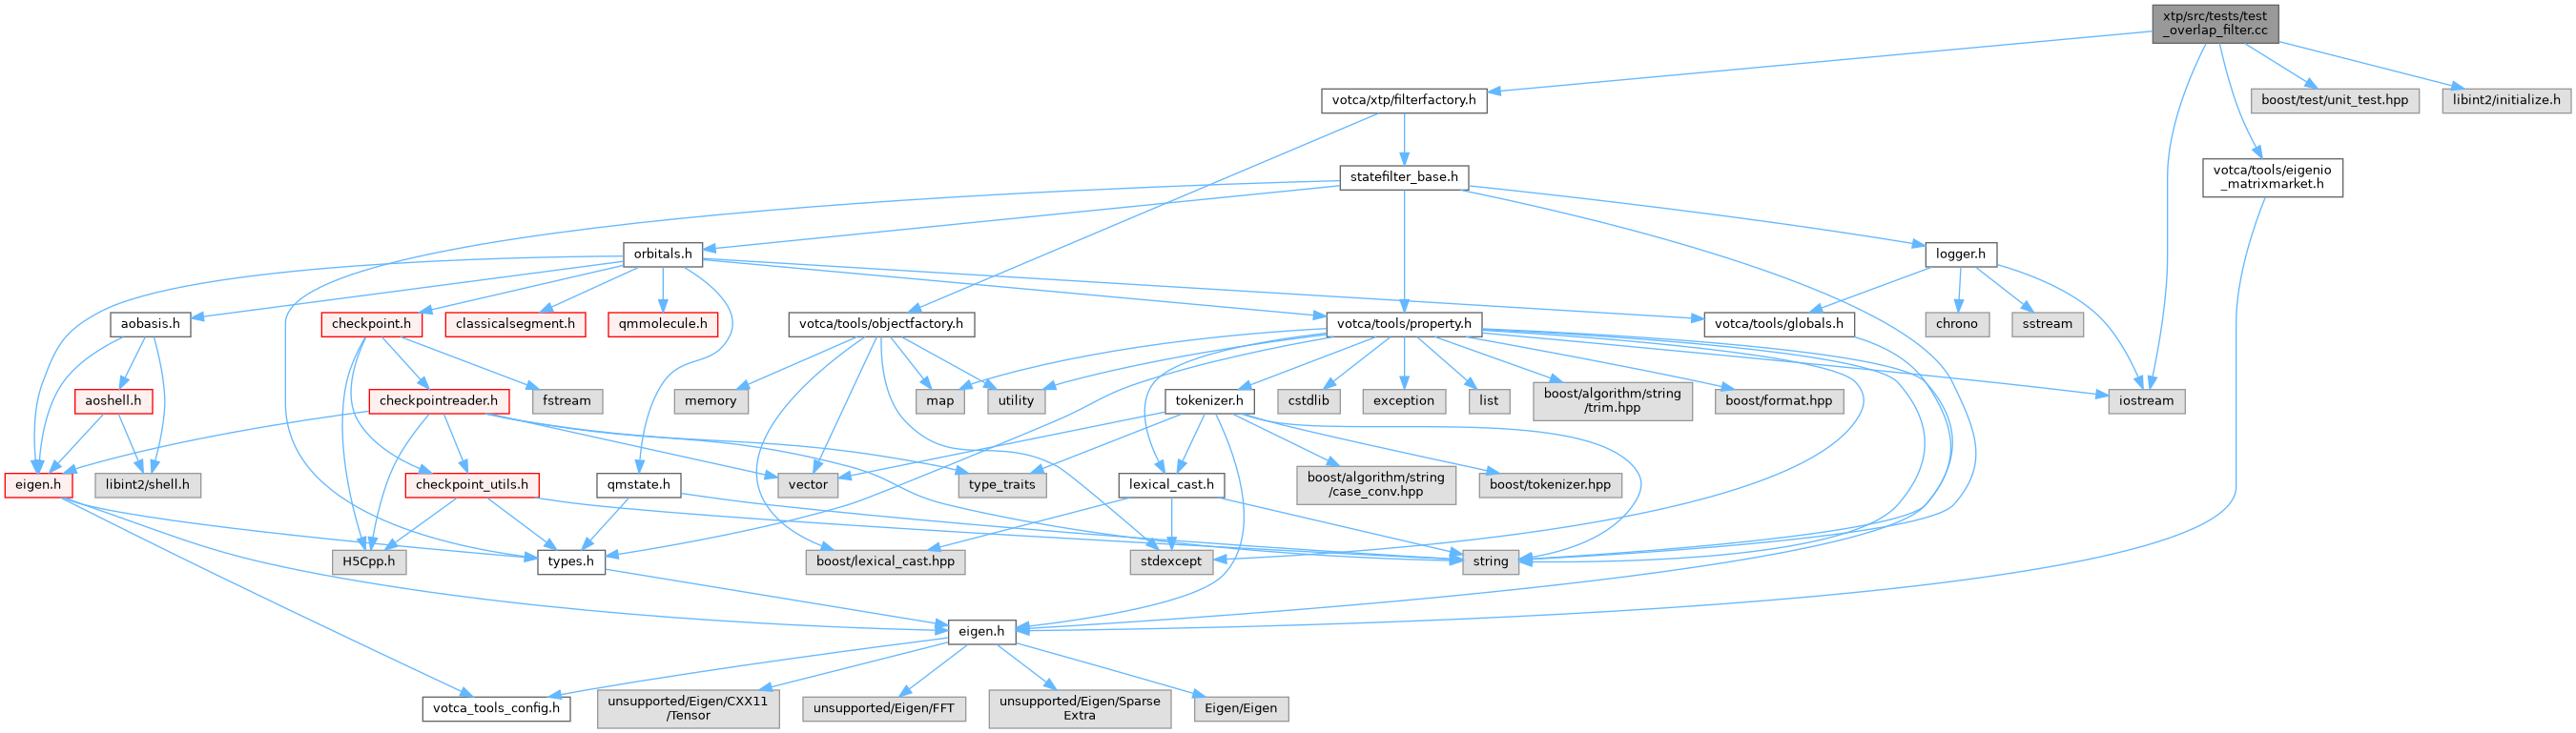 xtp/src/tests/test
_overlap_filter.cc
votca/xtp/filterfactory.h
boost/test/unit_test.hpp
libint2/initialize.h
statefilter_base.h
votca/tools/eigenio
_matrixmarket.h
orbitals.h
logger.h
aobasis.h
checkpoint.h
classicalsegment.h
qmmolecule.h
votca/tools/objectfactory.h
votca/tools/property.h
votca/tools/globals.h
chrono
sstream
aoshell.h
checkpointreader.h
fstream
memory
map
utility
tokenizer.h
cstdlib
exception
list
boost/algorithm/string
/trim.hpp
boost/format.hpp
iostream
eigen.h
libint2/shell.h
checkpoint_utils.h
qmstate.h
vector
type_traits
lexical_cast.h
boost/algorithm/string
/case_conv.hpp
boost/tokenizer.hpp
H5Cpp.h
types.h
boost/lexical_cast.hpp
stdexcept
string
eigen.h
votca_tools_config.h
unsupported/Eigen/CXX11
/Tensor
unsupported/Eigen/FFT
unsupported/Eigen/Sparse
Extra
Eigen/Eigen